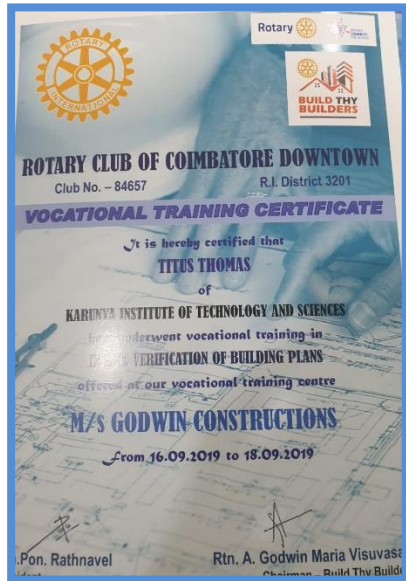 ROTARY INTERNATIONAL
Rotary
BUILD THY
BUILDERS
ROTARY CLUB OF COIMBATORE DOWNTOWN
Club No. – 84657 R.I. District 3201
VOCATIONAL TRAINING CERTIFICATE
It is hereby certified that
TITUS THOMAS
of
KARUNYA INSTITUTE OF TECHNOLOGY AND SCIENCES
underwent vocational training in
VERIFICATION OF BUILDING PLANS
offered at our vocational training centre
M/s GODWIN CONSTRUCTIONS
From 16.09.2019 to 18.09.2019
.Pon. Rathnavel Rtn. A. Godwin Maria Visuvasa
Chairman – Build Thy Builde